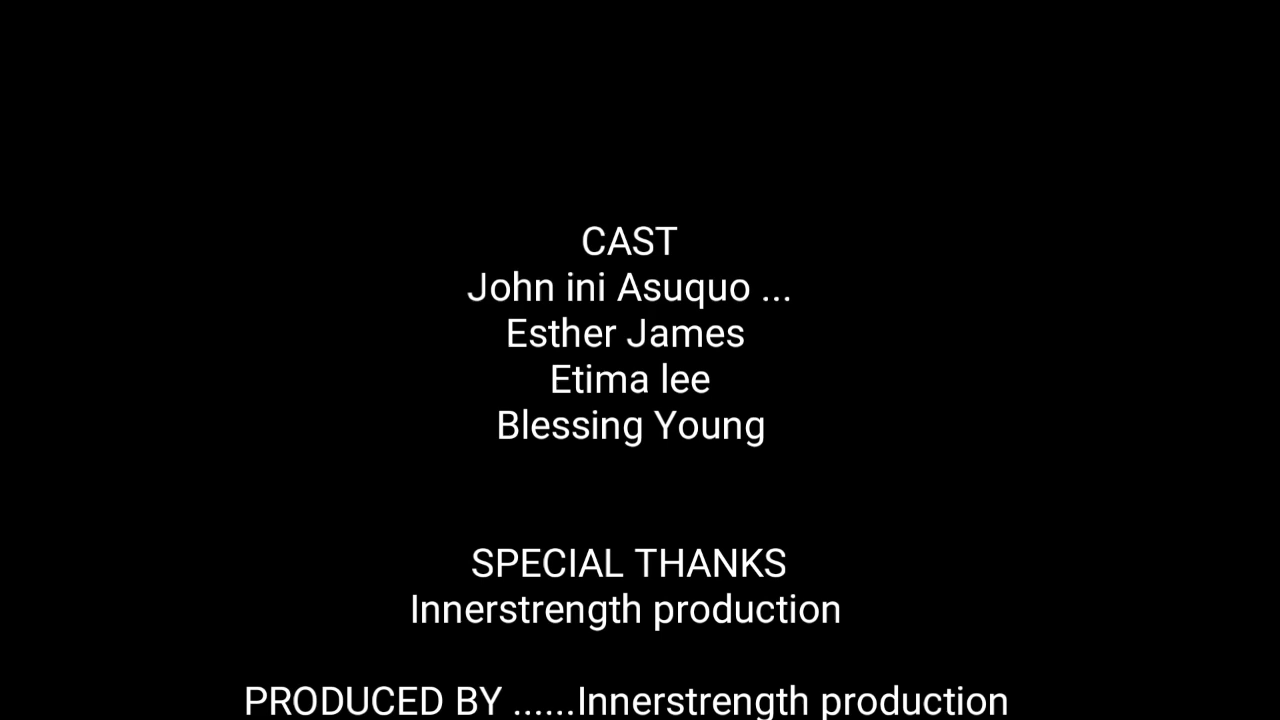 CAST
John ini Asuquo ...
Esther James
Etima lee
Blessing Young
SPECIAL THANKS
Innerstrength production
PRODUCED BY ......Innerstrength production